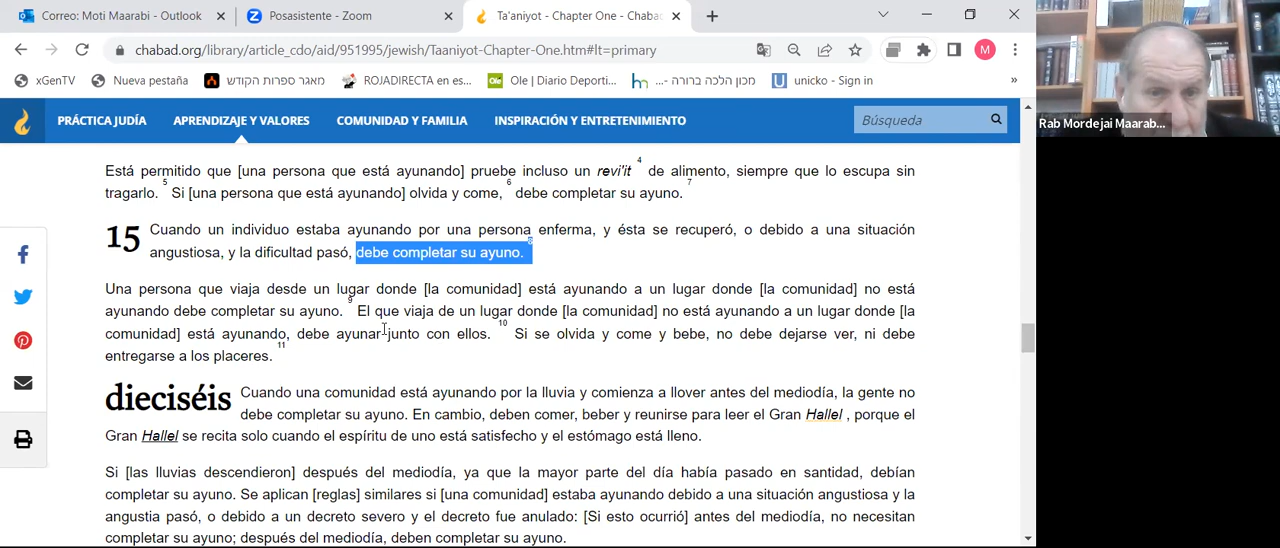 Correo: Moti Maarabi - Outlook
Posasistente - Zoom
Ta'aniyot - Chapter One - Chabad
chabad.org/library/article_cdo/aid/951995/jewish/Taaniyot-Chapter-One.htm#lt=primary
M
xGenTV
Nueva pestaña
מאגר ספרות הקודש
ROJADIRECTA en es...
Ole | Diario Deporti...
מכון הלכה ברורה -...
unicko - Sign in
»
PRÁCTICA JUDÍA
APRENDIZAJE Y VALORES
COMUNIDAD Y FAMILIA
INSPIRACIÓN Y ENTRETENIMIENTO
Búsqueda
Rab Mordejai Maarab...
Está permitido que [una persona que está ayunando] pruebe incluso un revi'it 4 de alimento, siempre que lo escupa sin
tragarlo. 5 Si [una persona que está ayunando] olvida y come, 6 debe completar su ayuno. 7
15 Cuando un individuo estaba ayunando por una persona enferma, y ésta se recuperó, o debido a una situación
angustiosa, y la dificultad pasó, debe completar su ayuno. 8
Una persona que viaja desde un lugar donde [la comunidad] está ayunando a un lugar donde [la comunidad] no está
ayunando debe completar su ayuno. 9 El que viaja de un lugar donde [la comunidad] no está ayunando a un lugar donde [la
comunidad] está ayunando, debe ayunar junto con ellos. 10 Si se olvida y come y bebe, no debe dejarse ver, ni debe
entregarse a los placeres. 11
dieciséis Cuando una comunidad está ayunando por la lluvia y comienza a llover antes del mediodía, la gente no
debe completar su ayuno. En cambio, deben comer, beber y reunirse para leer el Gran Hallel , porque el
Gran Hallel se recita solo cuando el espíritu de uno está satisfecho y el estómago está lleno.
Si [las lluvias descendieron] después del mediodía, ya que la mayor parte del día había pasado en santidad, debían
completar su ayuno. Se aplican [reglas] similares si [una comunidad] estaba ayunando debido a una situación angustiosa y la
angustia pasó, o debido a un decreto severo y el decreto fue anulado: [Si esto ocurrió] antes del mediodía, no necesitan
completar su ayuno; después del mediodía, deben completar su ayuno.